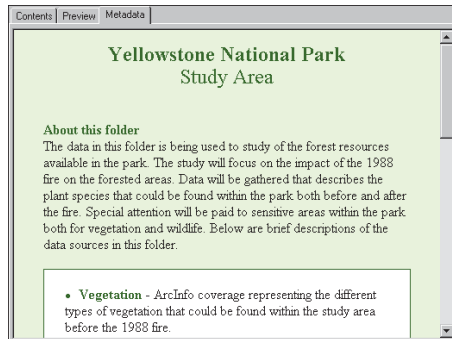 Contents Preview Metadata
Yellowstone National Park
Study Area
About this folder
The data in this folder is being used to study of the forest resources
available in the park. The study will focus on the impact of the 1988
fire on the forested areas. Data will be gathered that describes the
plant species that could be found within the park both before and after
the fire. Special attention will be paid to sensitive areas within the park
both for vegetation and wildlife. Below are brief descriptions of the
data sources in this folder.
• Vegetation - ArcInfo coverage representing the different
types of vegetation that could be found within the study area
before the 1988 fire.